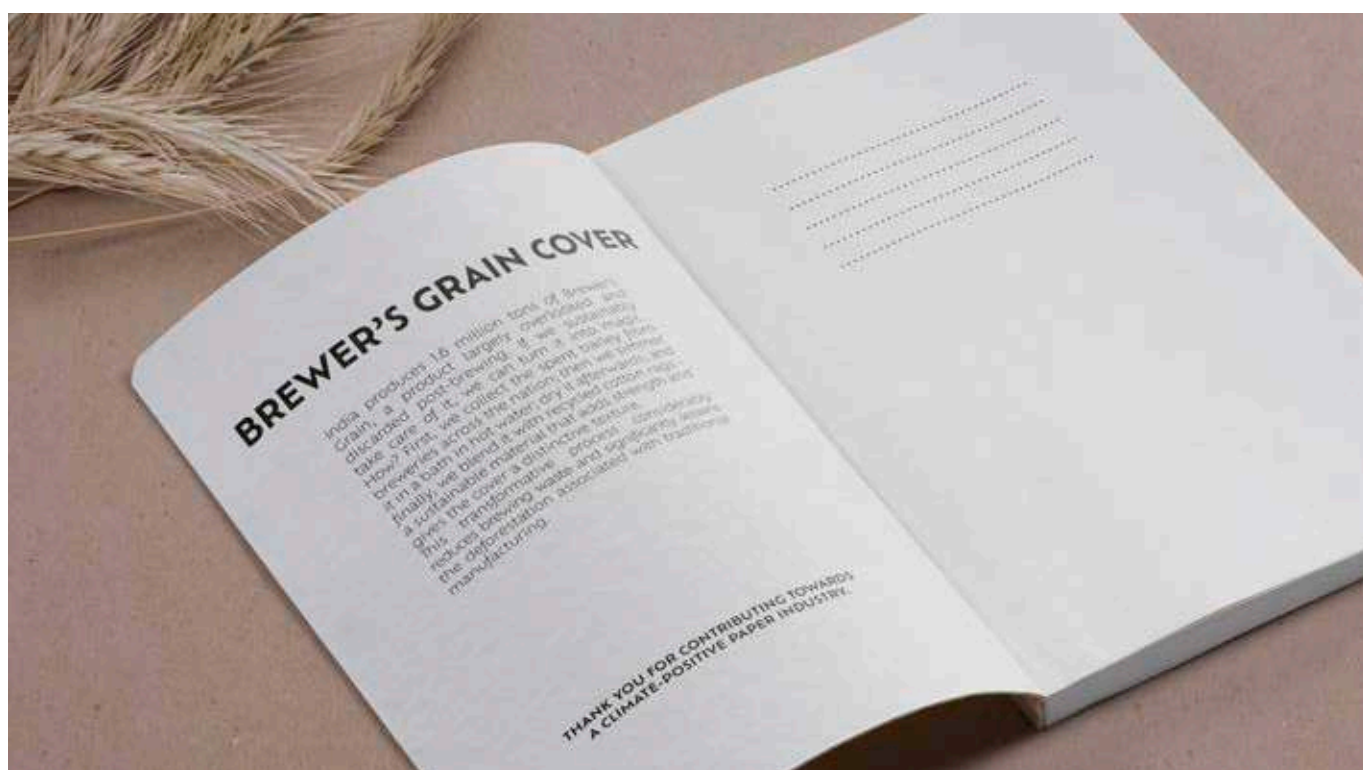 BREWER'S GRAIN COVER
India produces 1.6 million tons of Brewer's
Grain, a product largely overlooked and
discarded post-brewing. If we sustainably
take care of it, we can turn it into magic.
How? First, we collect the spent barley from
breweries across the nation, then we
it in a bath in hot water, dry it afterwards, and
finally, we blend it with recycled cotton rags,
a sustainable material that adds strength and
gives the cover a distinctive texture.
This transformative process considerably
reduces brewing waste and significantly lessens
the deforestation associated with traditional
manufacturing.
THANK YOU FOR CONTRIBUTING TOWARDS
A CLIMATE-POSITIVE PAPER INDUSTRY.